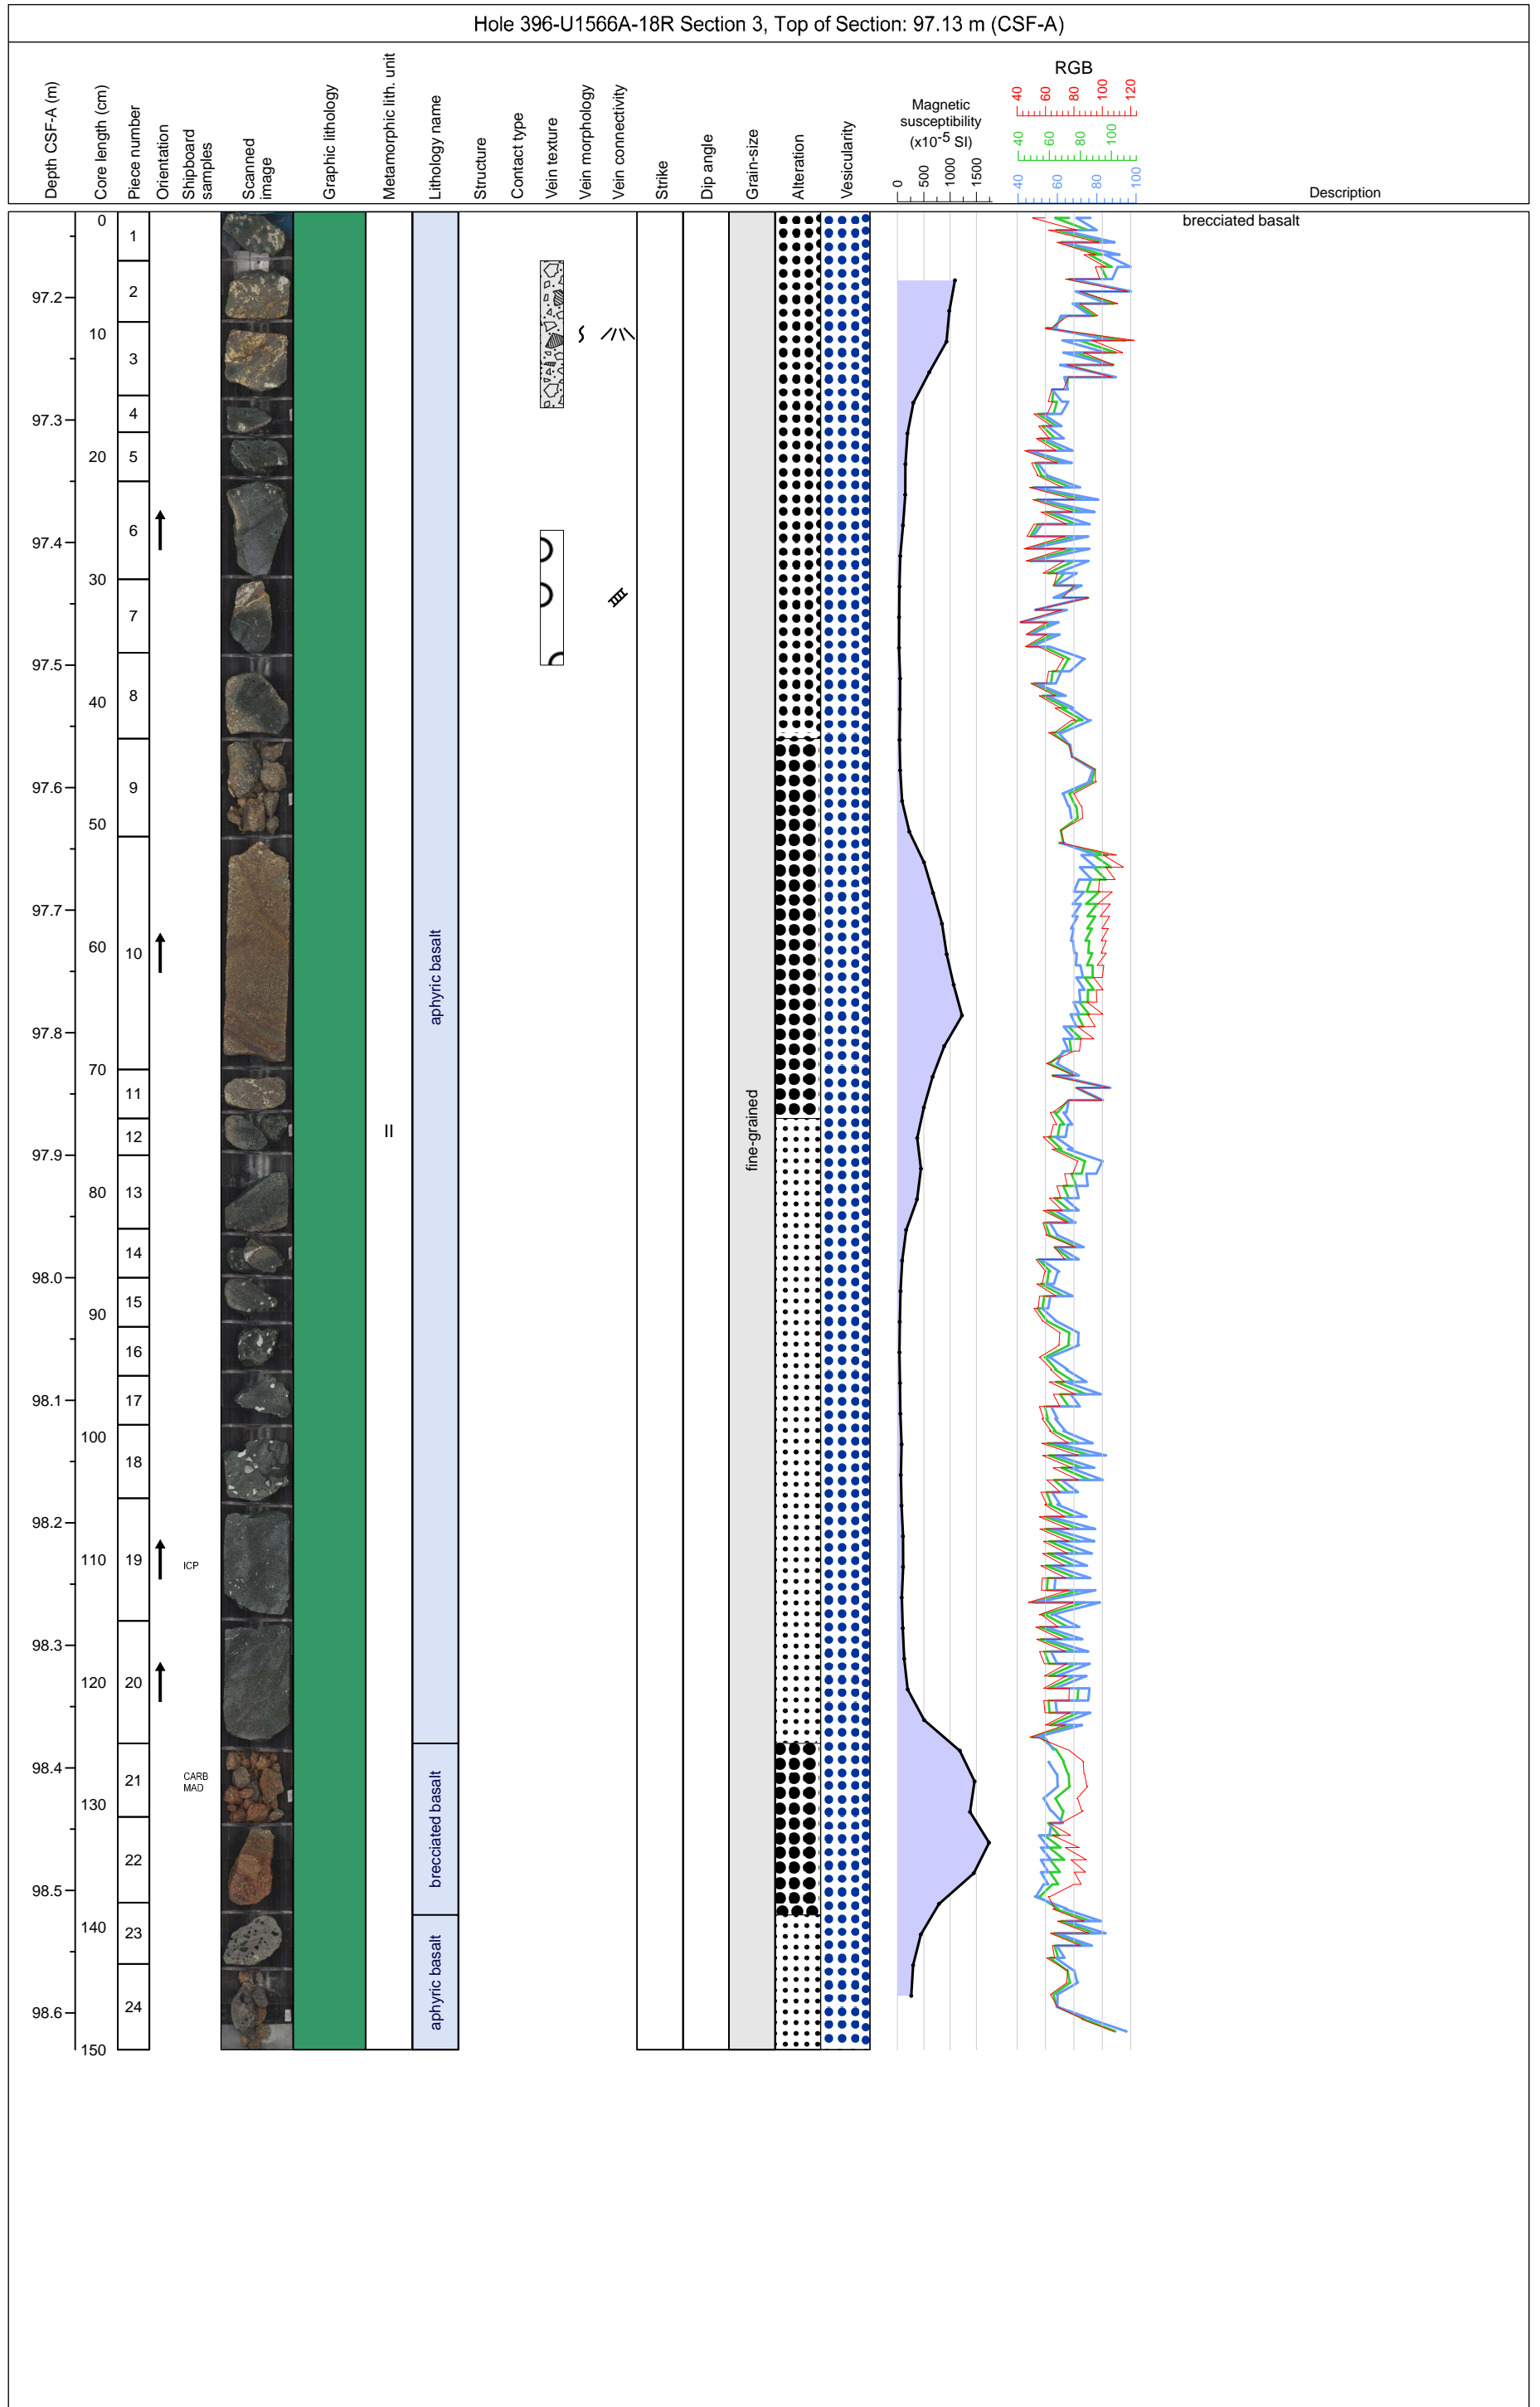 Hole 396-U1566A-18R Section 3, Top of Section: 97.13 m (CSF-A)
Depth CSF-A (m)
Core length (cm)
Piece number
Orientation
Shipboard
samples
Scanned
image
Graphic lithology
Metamorphic lith. unit
Lithology name
Structure
Contact type
Vein texture
Vein morphology
Vein connectivity
Strike
Dip angle
Grain-size
Alteration
Vesicularity
Magnetic
susceptibility
(x10-5 SI)
0
500
1000
1500
RGB
40
60
80
100
120
40
60
80
100
40
60
80
100
Description
brecciated basalt
97.2
97.3
97.4
97.5
97.6
97.7
97.8
97.9
98.0
98.1
98.2
98.3
98.4
98.5
98.6
0
10
20
30
40
50
60
70
80
90
100
110
120
130
140
150
1
2
3
4
5
6
7
8
9
10
11
12
13
14
15
16
17
18
19
20
21
22
23
24
ICP
CARB
MAD
II
aphyric basalt
brecciated basalt
aphyric basalt
fine-grained